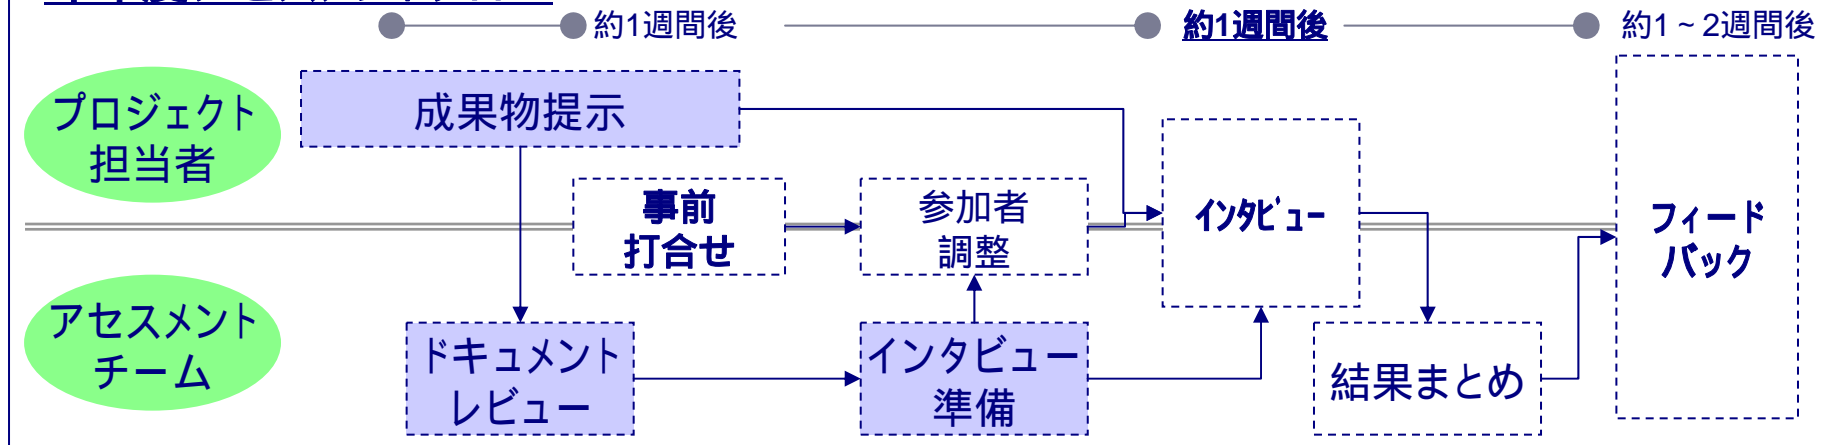 約1週間後
約1週間後
約1～2週間後
プロジェクト
担当者
成果物提示
事前
打合せ
参加者
調整
インタビュー
フィード
バック
アセスメント
チーム
ドキュメント
レビュー
インタビュー
準備
結果まとめ